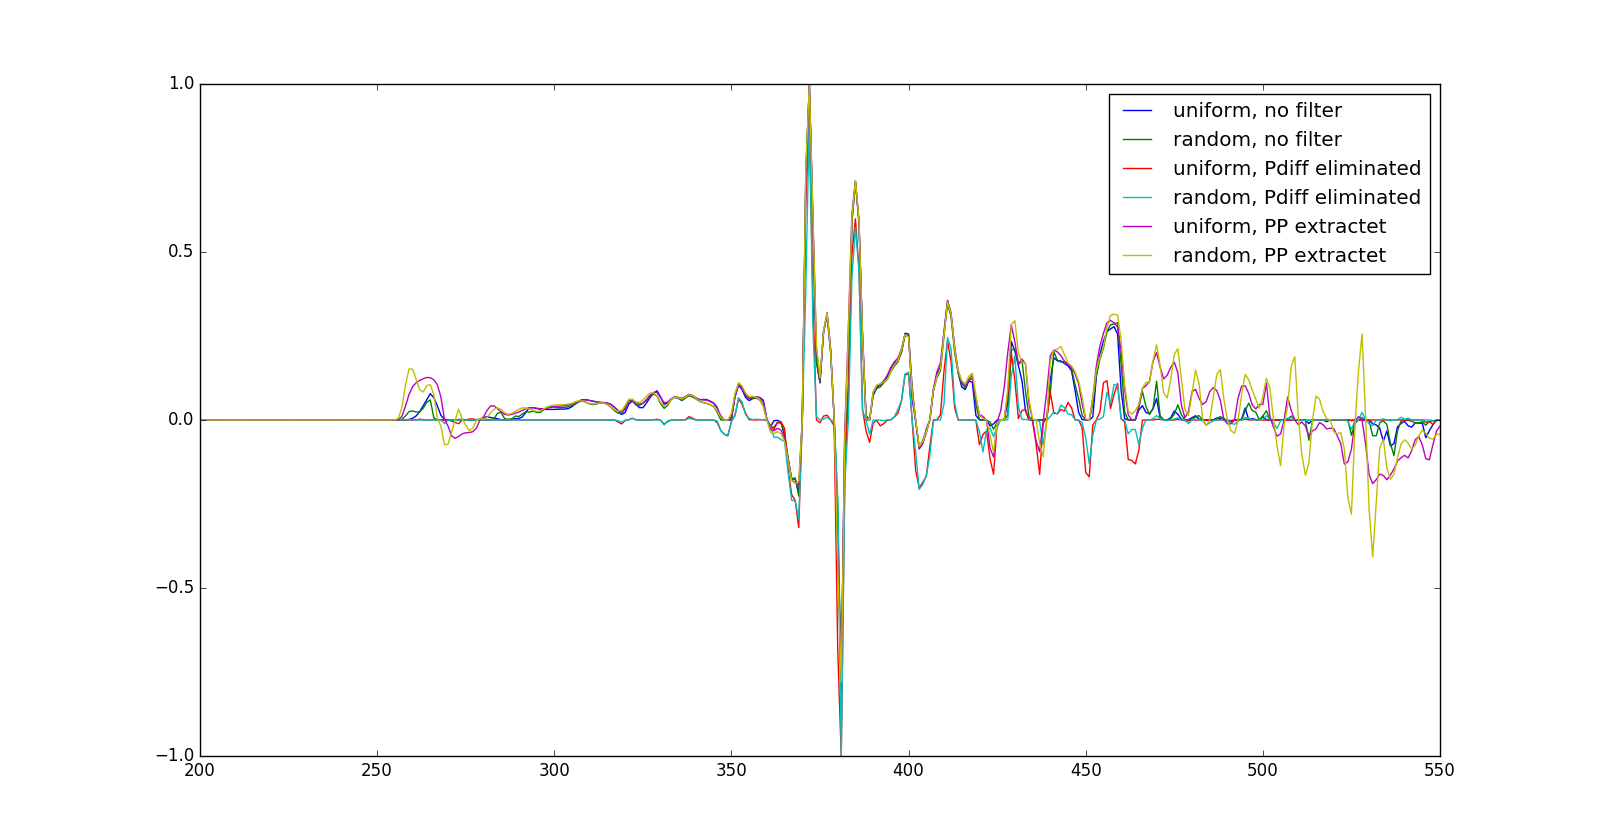 1.0
0.5
0.0
−0.5
−1.0
200 250 300 350 400 450 500 550
uniform, no filter
random, no filter
uniform, Pdiff eliminated
random, Pdiff eliminated
uniform, PP extractet
random, PP extractet